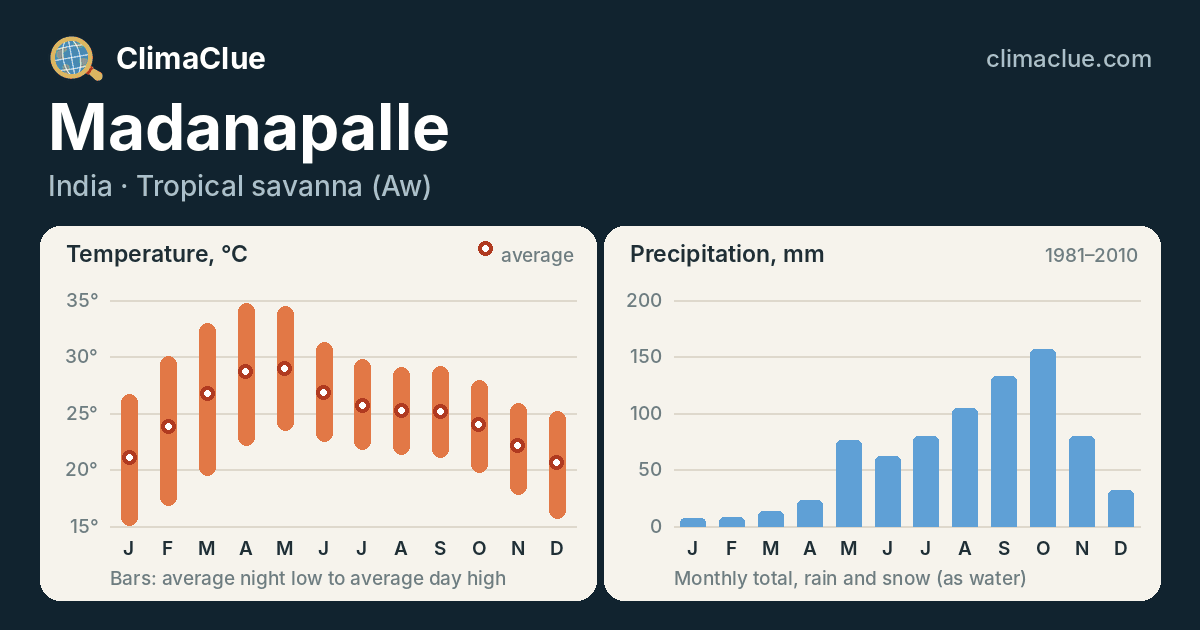 ClimaClue
climaclue.com
Madanapalle
India · Tropical savanna (Aw)
Temperature, °C
average
35°
30°
25°
20°
15°
J F M A M J J A S O N D
Bars: average night low to average day high
Precipitation, mm
1981–2010
200
150
100
50
0
J F M A M J J A S O N D
Monthly total, rain and snow (as water)